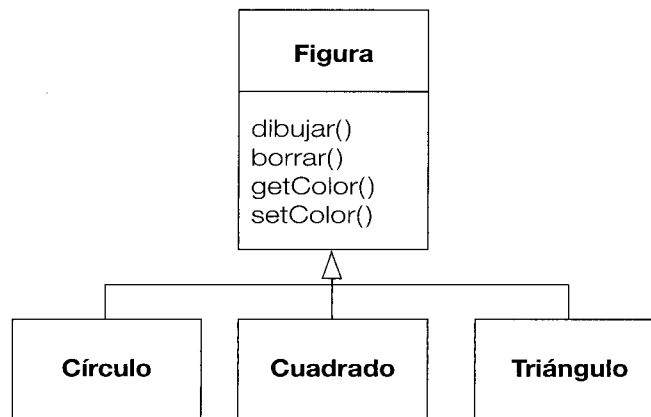 Figura
dibujar()
borrar()
getColor()
setColor()
Círculo
Cuadrado
Triángulo